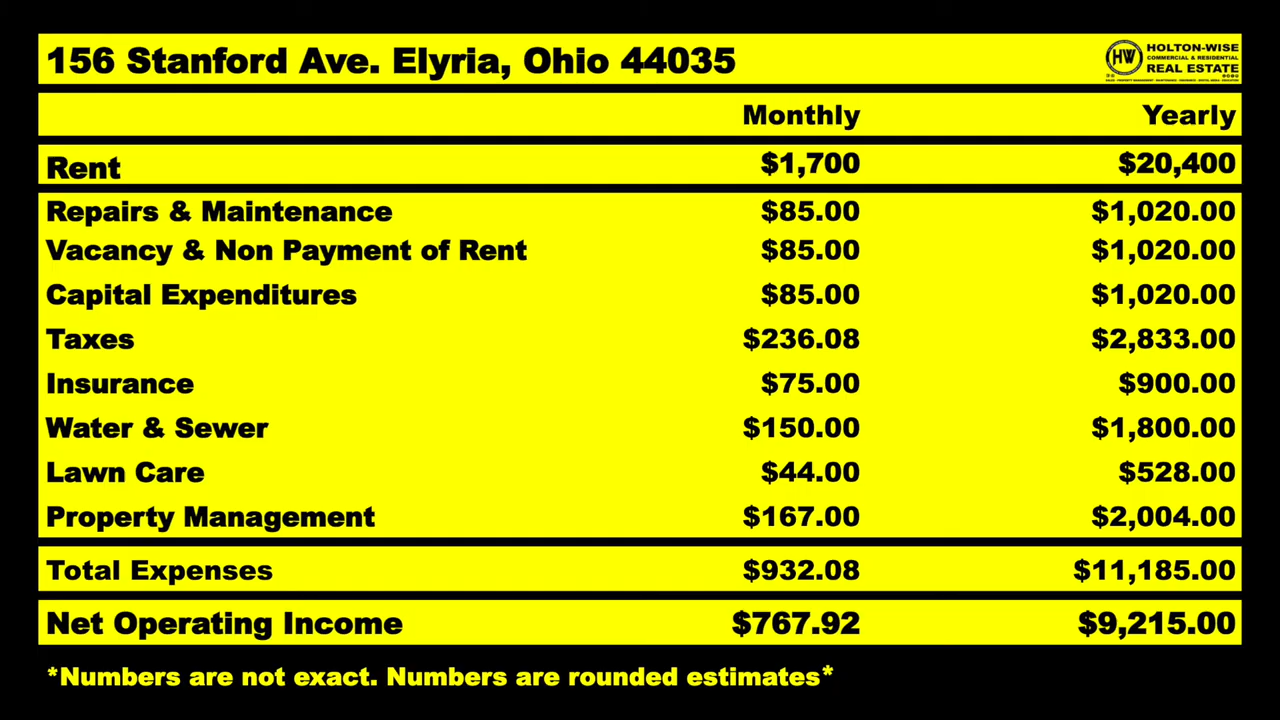 156 Stanford Ave. Elyria, Ohio 44035
HW
HOLTON-WISE
COMMERCIAL & RESIDENTIAL
REAL ESTATE
Monthly Yearly
Rent $1,700 $20,400
Repairs & Maintenance $85.00 $1,020.00
Vacancy & Non Payment of Rent $85.00 $1,020.00
Capital Expenditures $85.00 $1,020.00
Taxes $236.08 $2,833.00
Insurance $75.00 $900.00
Water & Sewer $150.00 $1,800.00
Lawn Care $44.00 $528.00
Property Management $167.00 $2,004.00
Total Expenses $932.08 $11,185.00
Net Operating Income $767.92 $9,215.00
*Numbers are not exact. Numbers are rounded estimates*